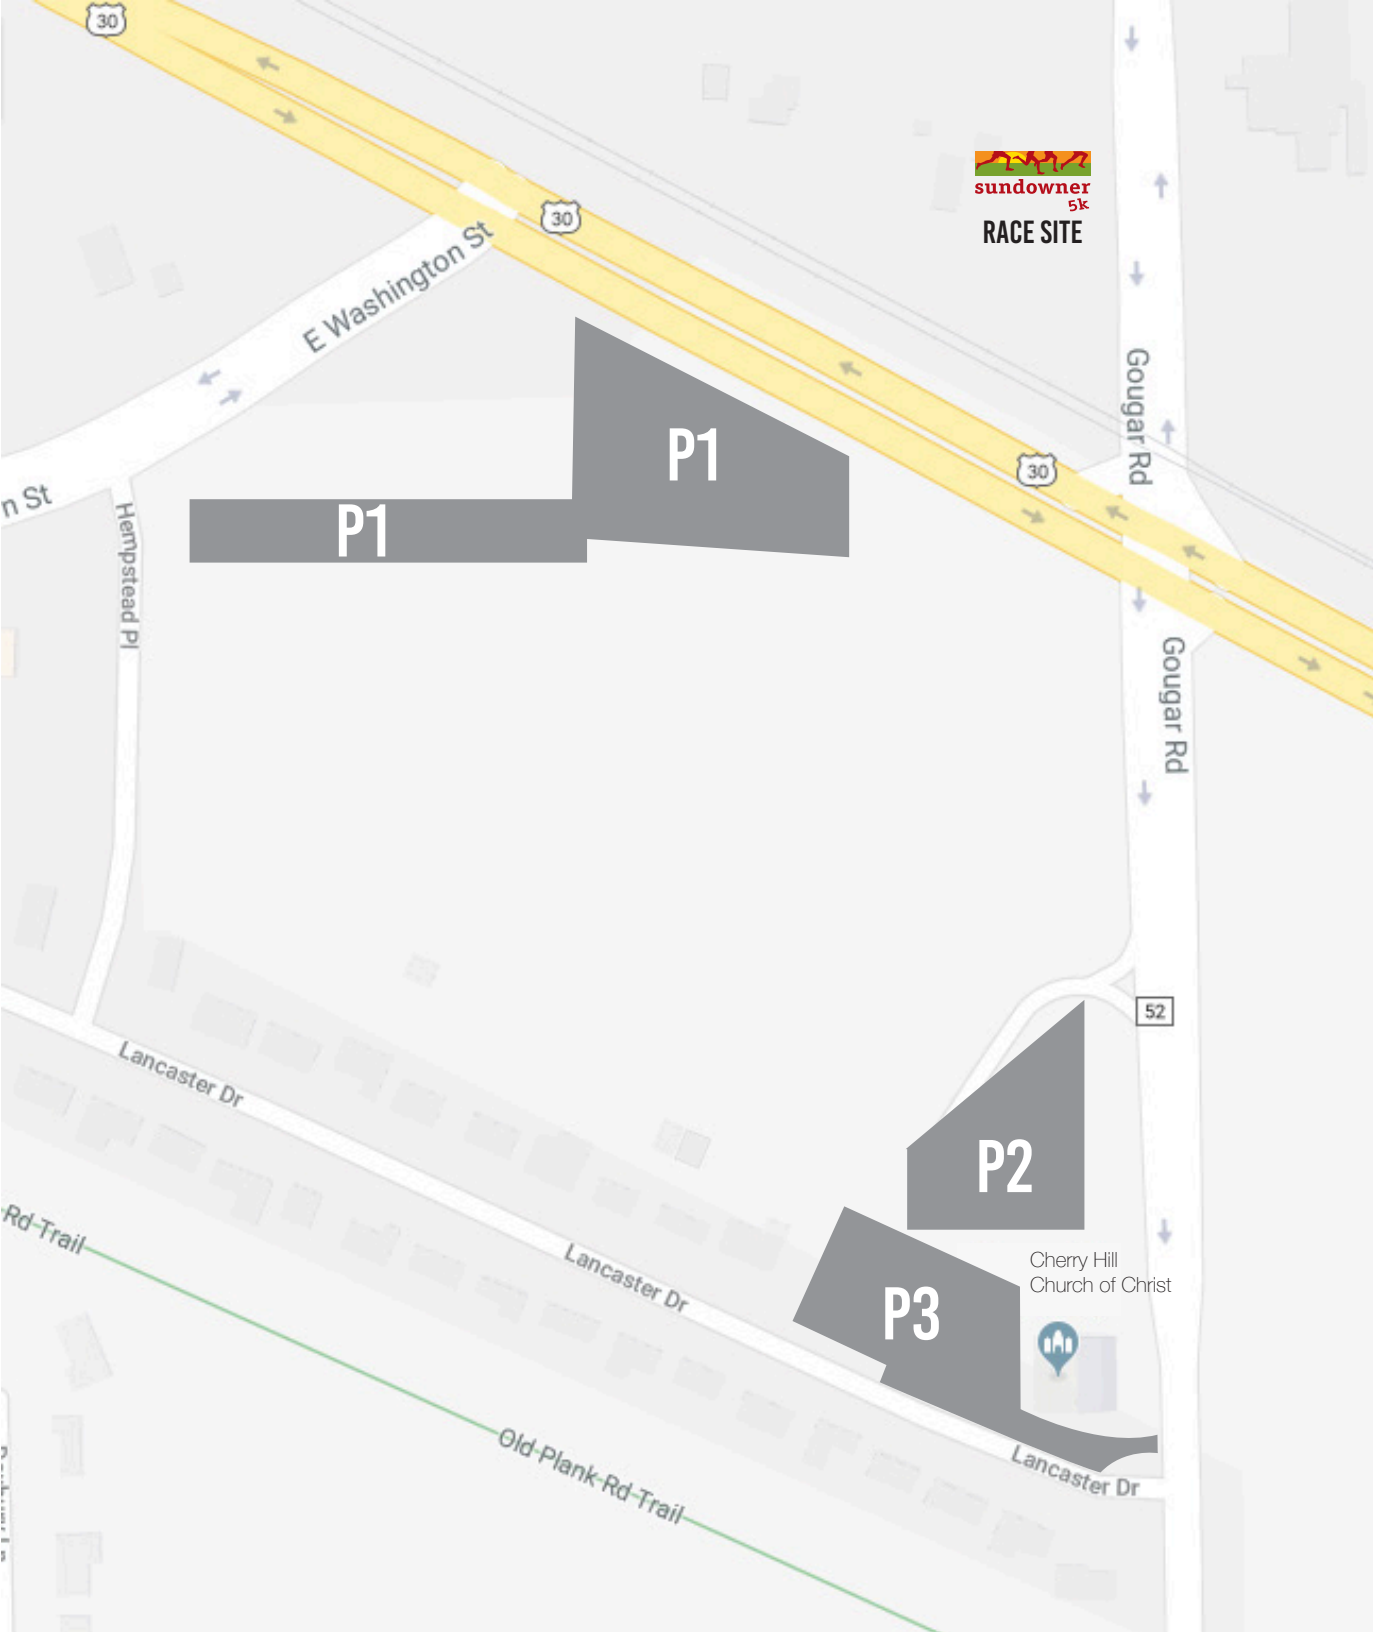 30
sundowner
5k
RACE SITE
30
E Washington St
Gougar Rd
P1
30
n St
P1
Hempstead Pl
Gougar Rd
52
Lancaster Dr
P2
Rd Trail
Lancaster Dr
Cherry Hill
Church of Christ
P3
Old Plank Rd Trail
Lancaster Dr